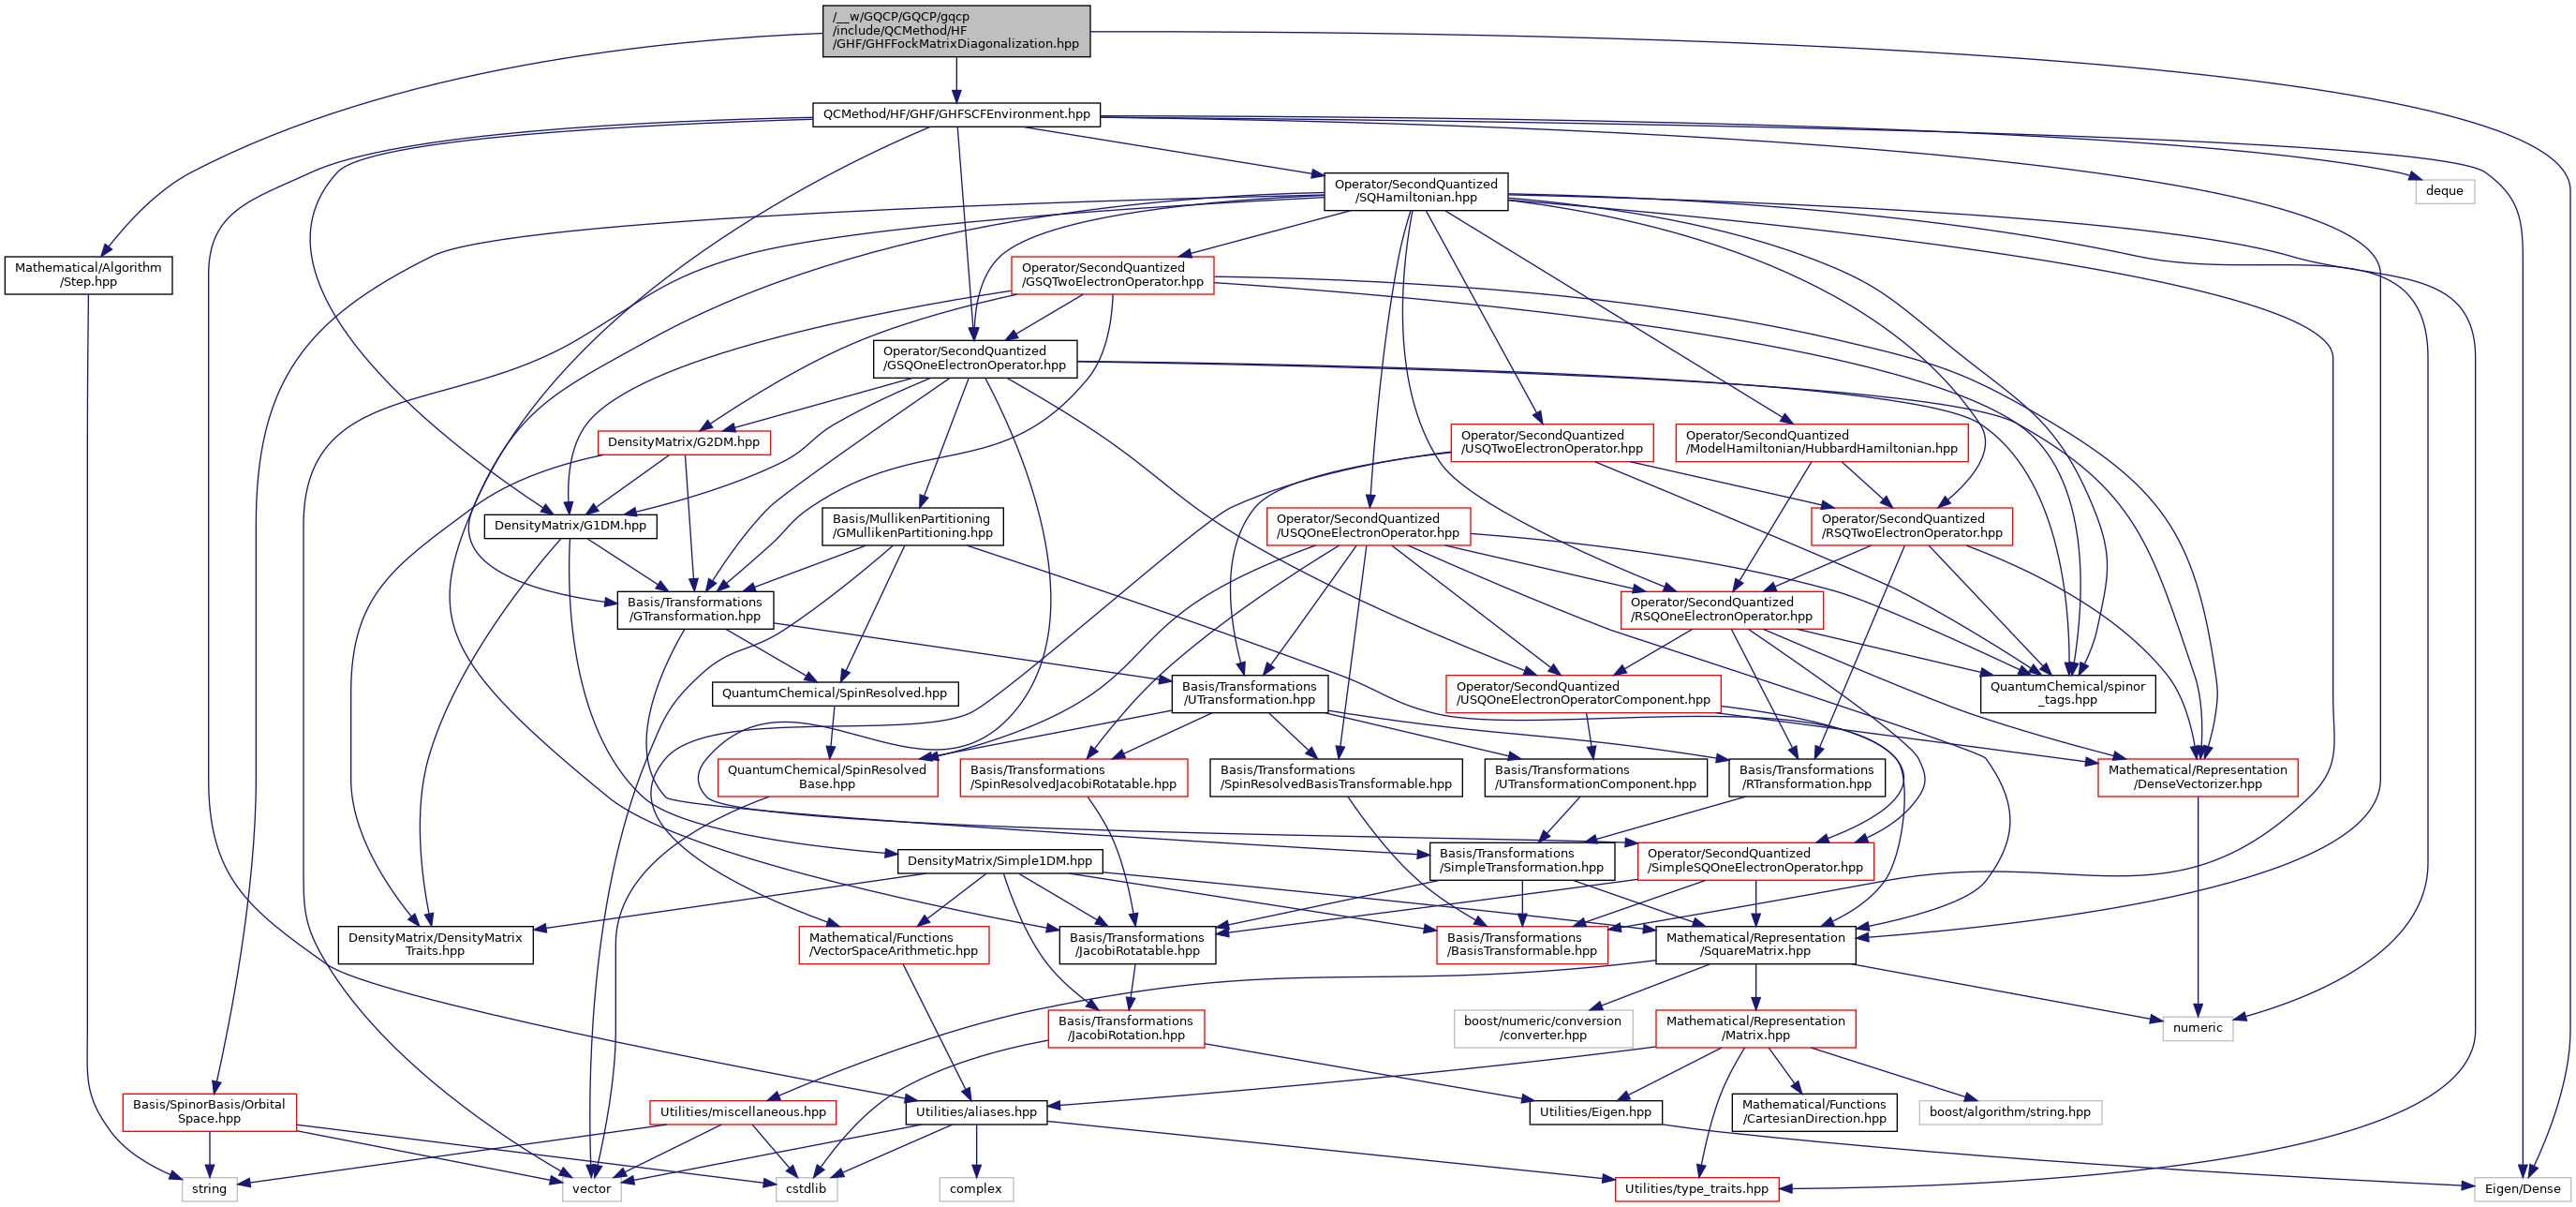 /__w/GQCP/GQCP/gqcp
/include/QCMethod/HF
/GHF/GHFFockMatrixDiagonalization.hpp
QCMethod/HF/GHF/GHFSCFEnvironment.hpp
Operator/SecondQuantized
/SQHamiltonian.hpp
deque
Mathematical/Algorithm
/Step.hpp
Operator/SecondQuantized
/GSQTwoElectronOperator.hpp
Operator/SecondQuantized
/GSQOneElectronOperator.hpp
DensityMatrix/G2DM.hpp
Operator/SecondQuantized
/USQTwoElectronOperator.hpp
Operator/SecondQuantized
/ModelHamiltonian/HubbardHamiltonian.hpp
DensityMatrix/G1DM.hpp
Basis/MullikenPartitioning
/GMullikenPartitioning.hpp
Operator/SecondQuantized
/USQOneElectronOperator.hpp
Operator/SecondQuantized
/RSQTwoElectronOperator.hpp
Basis/Transformations
/GTransformation.hpp
Operator/SecondQuantized
/RSQOneElectronOperator.hpp
QuantumChemical/SpinResolved.hpp
Basis/Transformations
/UTransformation.hpp
Operator/SecondQuantized
/USQOneElectronOperatorComponent.hpp
QuantumChemical/spinor
_tags.hpp
QuantumChemical/SpinResolved
Base.hpp
Basis/Transformations
/SpinResolvedJacobiRotatable.hpp
Basis/Transformations
/SpinResolvedBasisTransformable.hpp
Basis/Transformations
/UTransformationComponent.hpp
Basis/Transformations
/RTransformation.hpp
Mathematical/Representation
/DenseVectorizer.hpp
DensityMatrix/Simple1DM.hpp
Basis/Transformations
/SimpleTransformation.hpp
Operator/SecondQuantized
/SimpleSQOneElectronOperator.hpp
DensityMatrix/DensityMatrix
Traits.hpp
Mathematical/Functions
/VectorSpaceArithmetic.hpp
Basis/Transformations
/JacobiRotatable.hpp
Basis/Transformations
/BasisTransformable.hpp
Mathematical/Representation
/SquareMatrix.hpp
Basis/Transformations
/JacobiRotation.hpp
boost/numeric/conversion
/converter.hpp
Mathematical/Representation
/Matrix.hpp
numeric
Basis/SpinorBasis/Orbital
Space.hpp
Utilities/miscellaneous.hpp
Utilities/aliases.hpp
Utilities/Eigen.hpp
Mathematical/Functions
/CartesianDirection.hpp
boost/algorithm/string.hpp
string
vector
cstdlib
complex
Utilities/type_traits.hpp
Eigen/Dense